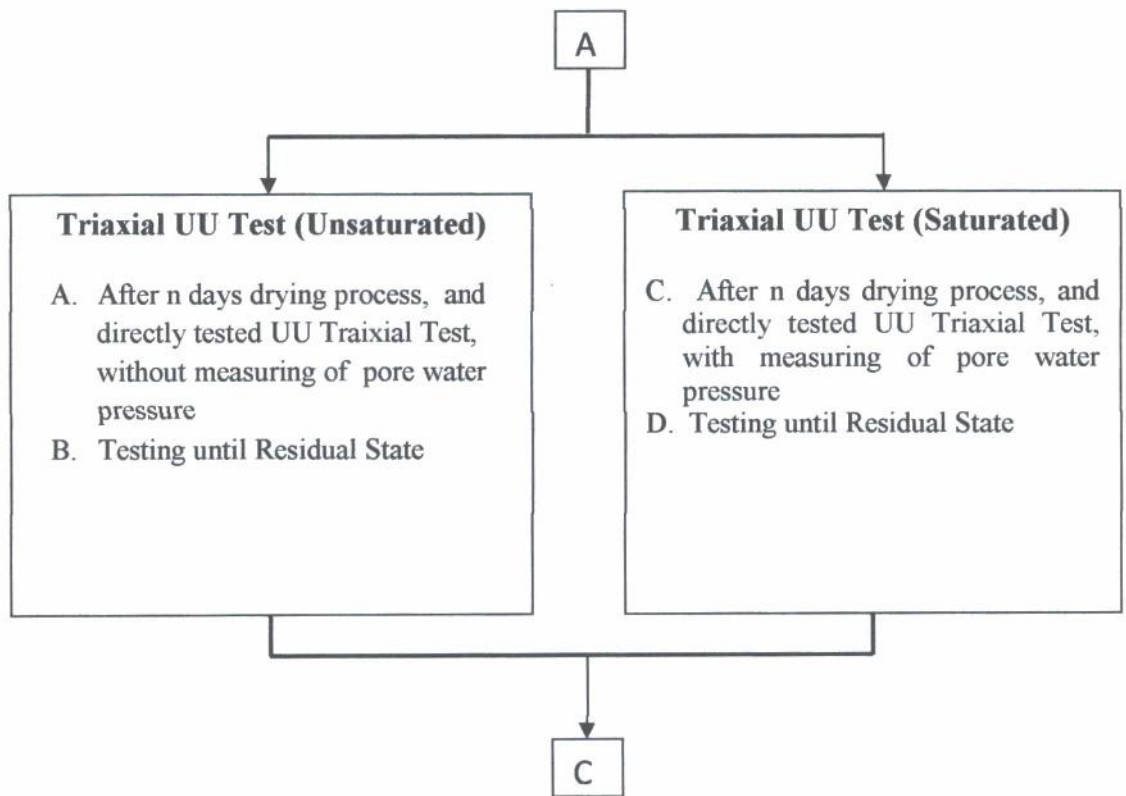 A
Triaxial UU Test (Unsaturated)
A. After n days drying process, and
directly tested UU Traixial Test,
without measuring of pore water
pressure
B. Testing until Residual State
Triaxial UU Test (Saturated)
C. After n days drying process, and
directly tested UU Triaxial Test,
with measuring of pore water
pressure
D. Testing until Residual State
C